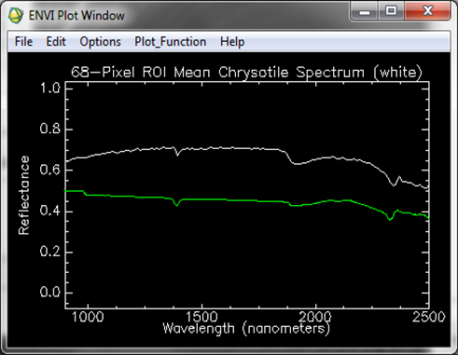 ENVI Plot Window
File Edit Options Plot_Function Help
68-Pixel ROI Mean Chrysotile Spectrum (white)
1.0
0.8
0.6
0.4
0.2
0.0
Reflectance
1000 1500 2000 2500
Wavelength (nanometers)